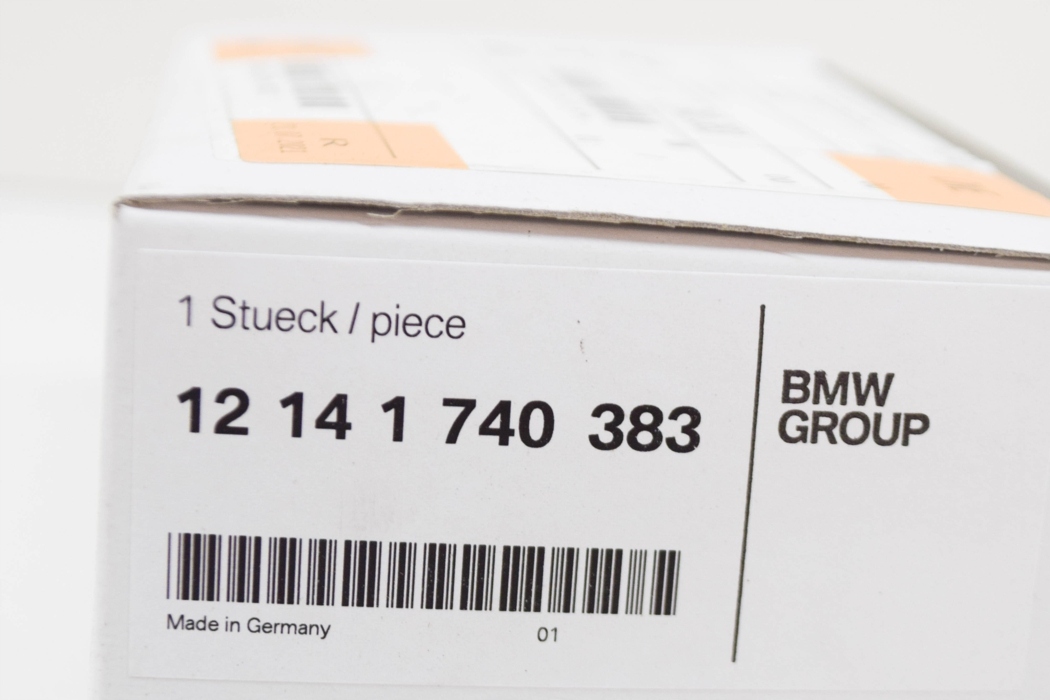 R
1 Stueck / piece
12 14 1 740 383
BMW
GROUP
Made in Germany
01